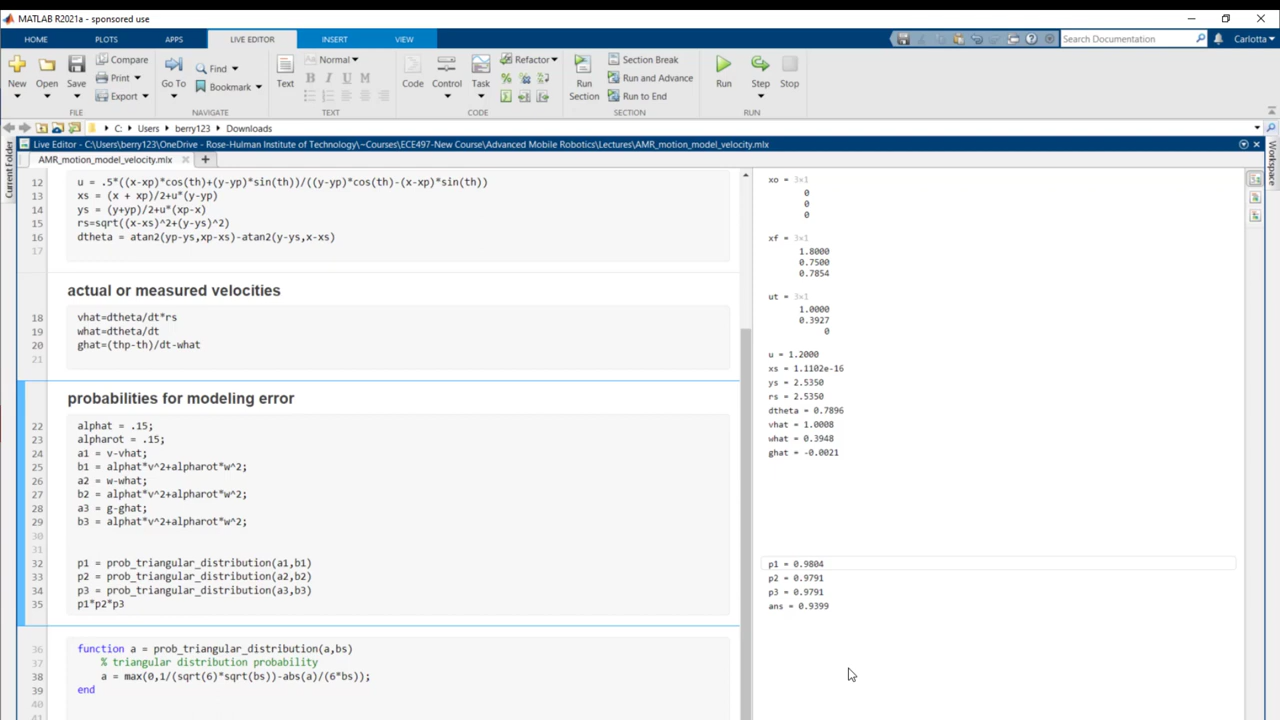 MATLAB R2021a - sponsored use
HOME PLOTS APPS LIVE EDITOR INSERT VIEW
Search Documentation
Carlotta
New
Open
Save
Compare
Print
Export
FILE
Go To
Find
Bookmark
NAVIGATE
Text
Normal
B I U M
TEXT
Code
Control
Task
Refactor
CODE
Run Section
Section Break
Run and Advance
Run to End
SECTION
Run
Step
Stop
RUN
C: Users berry123 Downloads
Live Editor - C:\Users\berry123\OneDrive - Rose-Hulman Institute of Technology\~Courses\ECE497-New Course\Advanced Mobile Robotics\Lectures\AMR_motion_model_velocity.mlx
AMR_motion_model_velocity.mlx
Current Folder
Workspace
12 u = .5*((x-xp)*cos(th)+(y-yp)*sin(th))/((y-yp)*cos(th)-(x-xp)*sin(th))
13 xs = (x + xp)/2+u*(y-yp)
14 ys = (y+yp)/2+u*(xp-x)
15 rs=sqrt((x-xs)^2+(y-ys)^2)
16 dtheta = atan2(yp-ys,xp-xs)-atan2(y-ys,x-xs)
17
actual or measured velocities
18 vhat=dtheta/dt*rs
19 what=dtheta/dt
20 ghat=(thp-th)/dt-what
21
probabilities for modeling error
22 alphat = .15;
23 alpharot = .15;
24 a1 = v-vhat;
25 b1 = alphat*v^2+alpharot*w^2;
26 a2 = w-what;
27 b2 = alphat*v^2+alpharot*w^2;
28 a3 = g-ghat;
29 b3 = alphat*v^2+alpharot*w^2;
30
31
32 p1 = prob_triangular_distribution(a1,b1)
33 p2 = prob_triangular_distribution(a2,b2)
34 p3 = prob_triangular_distribution(a3,b3)
35 p1*p2*p3
36 function a = prob_triangular_distribution(a,bs)
37 % triangular distribution probability
38 a = max(0,1/(sqrt(6)*sqrt(bs))-abs(a)/(6*bs));
39 end
40
41
xo = 3×1
0
0
0
xf = 3×1
1.8000
0.7500
0.7854
ut = 3×1
1.0000
0.3927
0
u = 1.2000
xs = 1.1102e-16
ys = 2.5350
rs = 2.5350
dtheta = 0.7896
vhat = 1.0008
what = 0.3948
ghat = -0.0021
p1 = 0.9804
p2 = 0.9791
p3 = 0.9791
ans = 0.9399